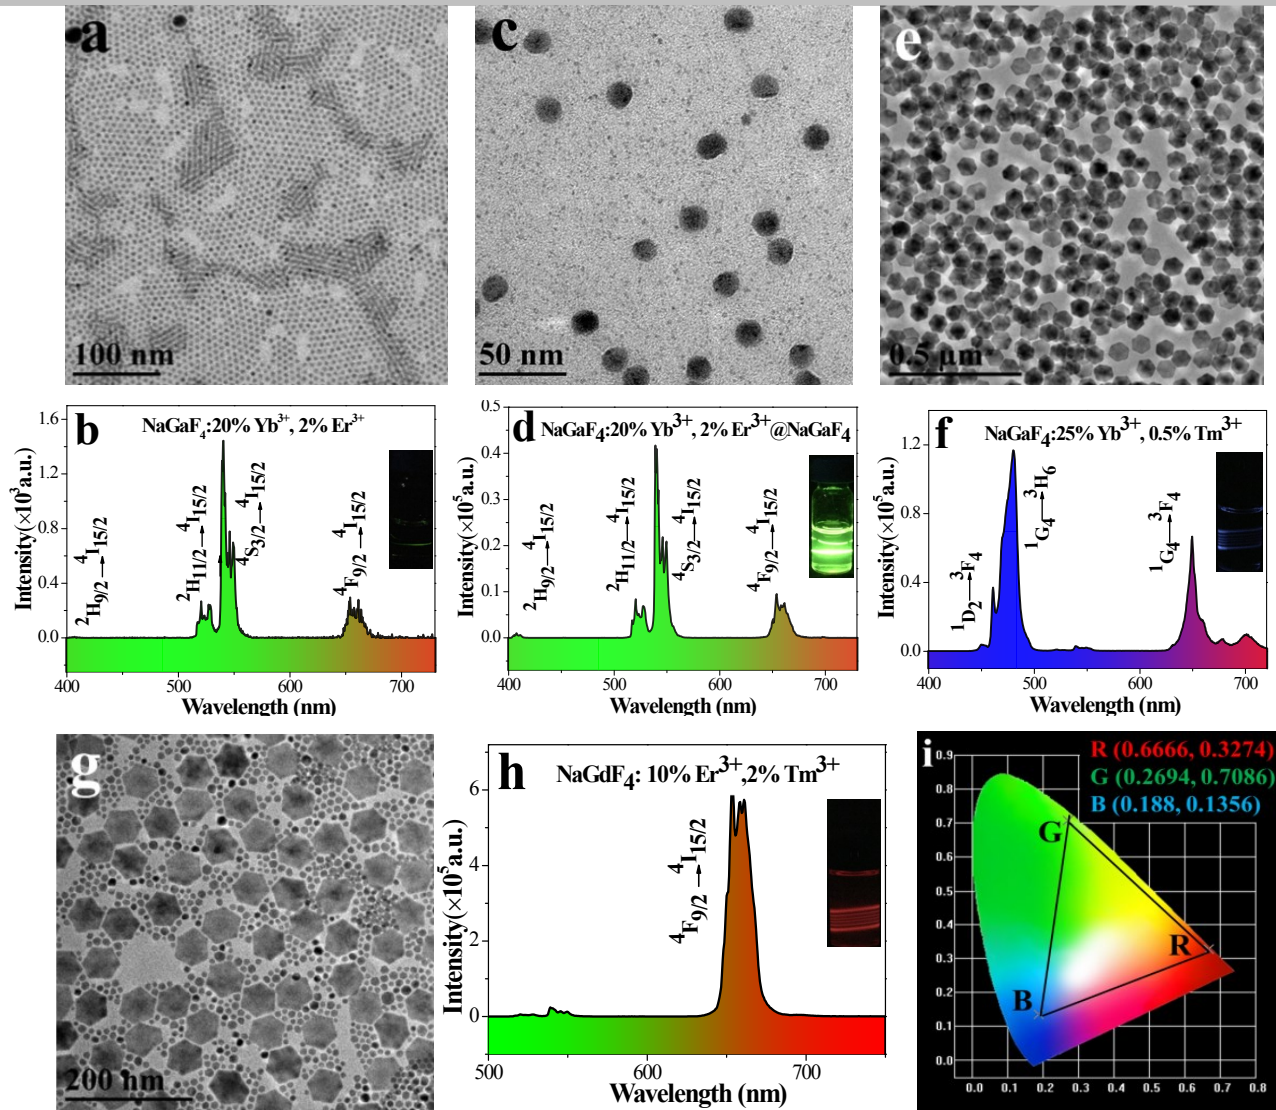 a
100 nm
c
50 nm
e
0.5 µm
b
NaGaF4:20% Yb3+, 2% Er3+
2H9/2 → 4I15/2
2H11/2 → 4I15/2
4S3/2 → 4I15/2
4F9/2 → 4I15/2
Intensity(×10^3a.u.)
1.6
1.2
0.8
0.4
0.0
400 500 600 700
Wavelength (nm)
d
NaGaF4:20% Yb3+, 2% Er3+@NaGaF4
2H9/2 → 4I15/2
2H11/2 → 4I15/2
4S3/2 → 4I15/2
4F9/2 → 4I15/2
Intensity(×10^5a.u.)
0.5
0.4
0.3
0.2
0.1
0.0
400 500 600 700
Wavelength (nm)
f
NaGaF4:25% Yb3+, 0.5% Tm3+
1D2 → 3F4
1G4 → 3H6
1G4 → 3F4
Intensity(×10^5a.u.)
1.2
0.8
0.4
0.0
400 500 600 700
Wavelength (nm)
g
200 nm
h
NaGdF4: 10% Er3+,2% Tm3+
4F9/2 → 4I15/2
Intensity(×10^5a.u.)
6
4
2
0
500 600 700
Wavelength (nm)
i
R (0.6666, 0.3274)
G (0.2694, 0.7086)
B (0.188, 0.1356)
G
R
B
0.9
0.8
0.7
0.6
0.5
0.4
0.3
0.2
0.1
0.0
0.0 0.1 0.2 0.3 0.4 0.5 0.6 0.7 0.8